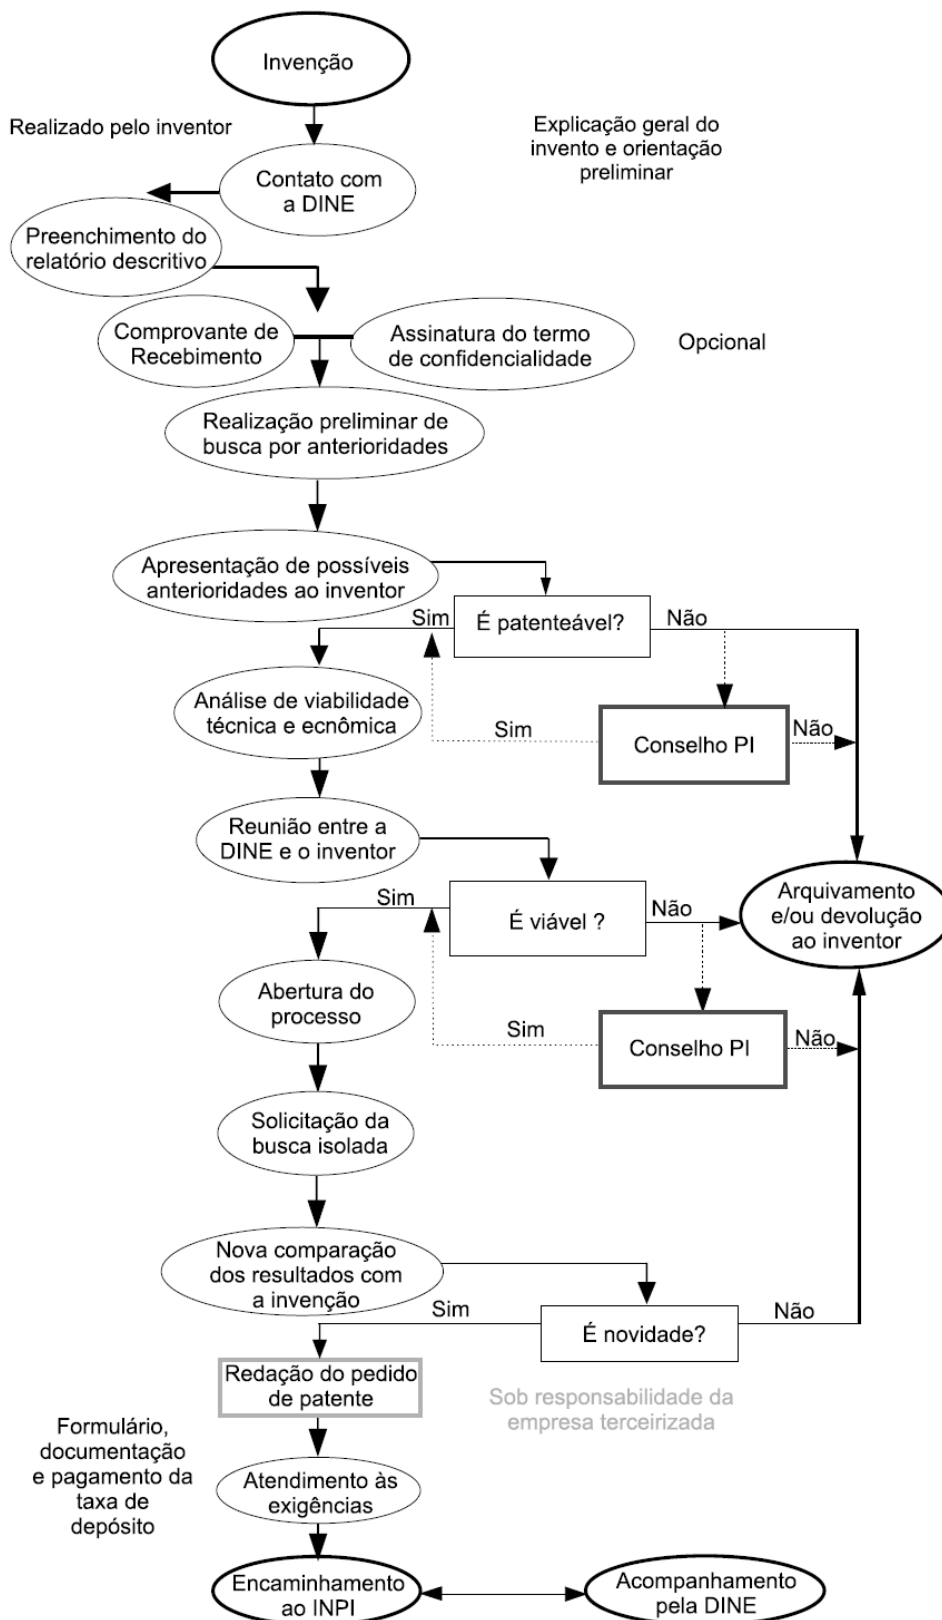 Invenção
Realizado pelo inventor
Explicação geral do
invento e orientação
preliminar
Contato com
a DINE
Preenchimento do
relatório descritivo
Comprovante de
Recebimento
Assinatura do termo
de confidencialidade
Opcional
Realização preliminar de
busca por anterioridades
Apresentação de possíveis
anterioridades ao inventor
Sim
É patenteável?
Não
Análise de viabilidade
técnica e ecnômica
Sim
Conselho PI
Não
Reunião entre a
DINE e o inventor
Sim
É viável ?
Não
Arquivamento
e/ou devolução
ao inventor
Abertura do
processo
Sim
Conselho PI
Não
Solicitação da
busca isolada
Nova comparação
dos resultados com
a invenção
Sim
É novidade?
Não
Redação do pedido
de patente
Sob responsabilidade da
empresa terceirizada
Formulário,
documentação
e pagamento da
taxa de
depósito
Atendimento às
exigências
Encaminhamento
ao INPI
Acompanhamento
pela DINE